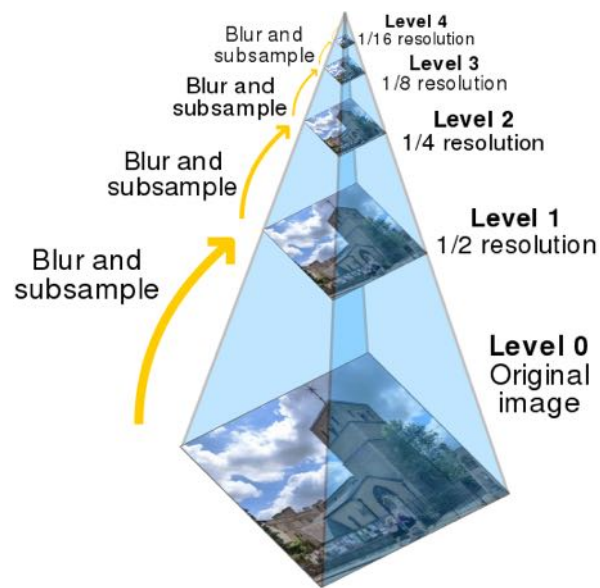 Blur and
subsample
Level 4
1/16 resolution
Level 3
1/8 resolution
Blur and
subsample
Level 2
1/4 resolution
Blur and
subsample
Level 1
1/2 resolution
Blur and
subsample
Level 0
Original
image